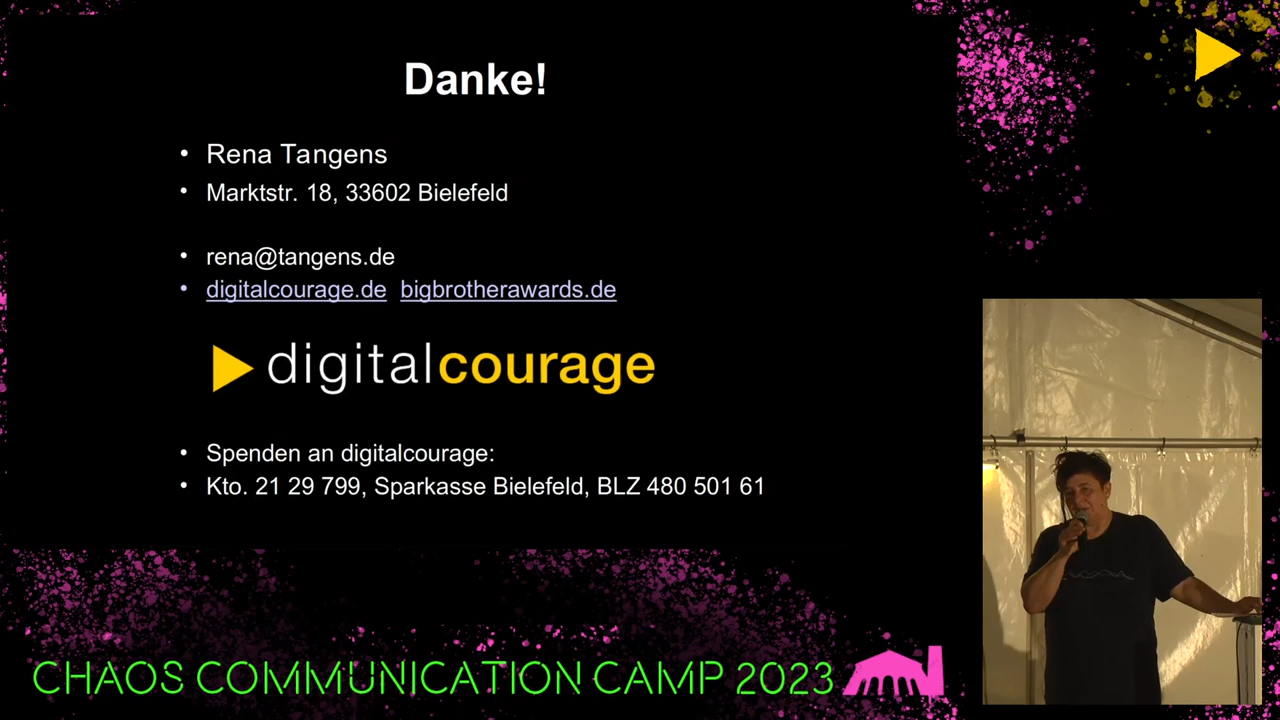 Danke!
Rena Tangens
Marktstr. 18, 33602 Bielefeld
rena@tangens.de
digitalcourage.de bigbrotherawards.de
digitalcourage
Spenden an digitalcourage:
Kto. 21 29 799, Sparkasse Bielefeld, BLZ 480 501 61
CHAOS COMMUNICATION CAMP 2023